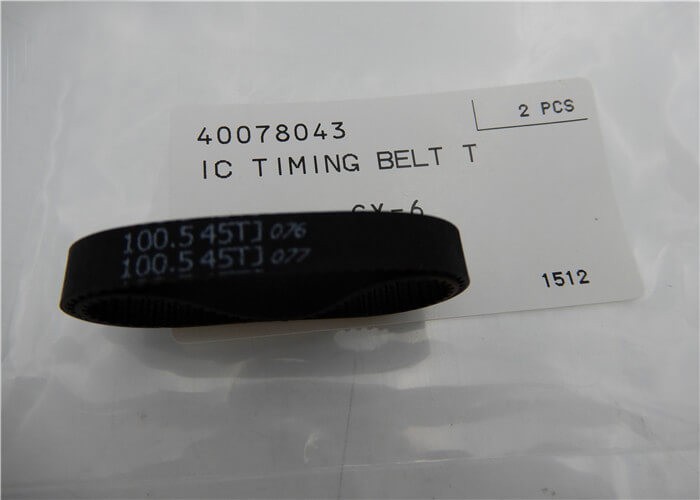 2 PCS
40078043
IC TIMING BELT T
1512
100.5 45TJ 076
100.5 45TJ 077